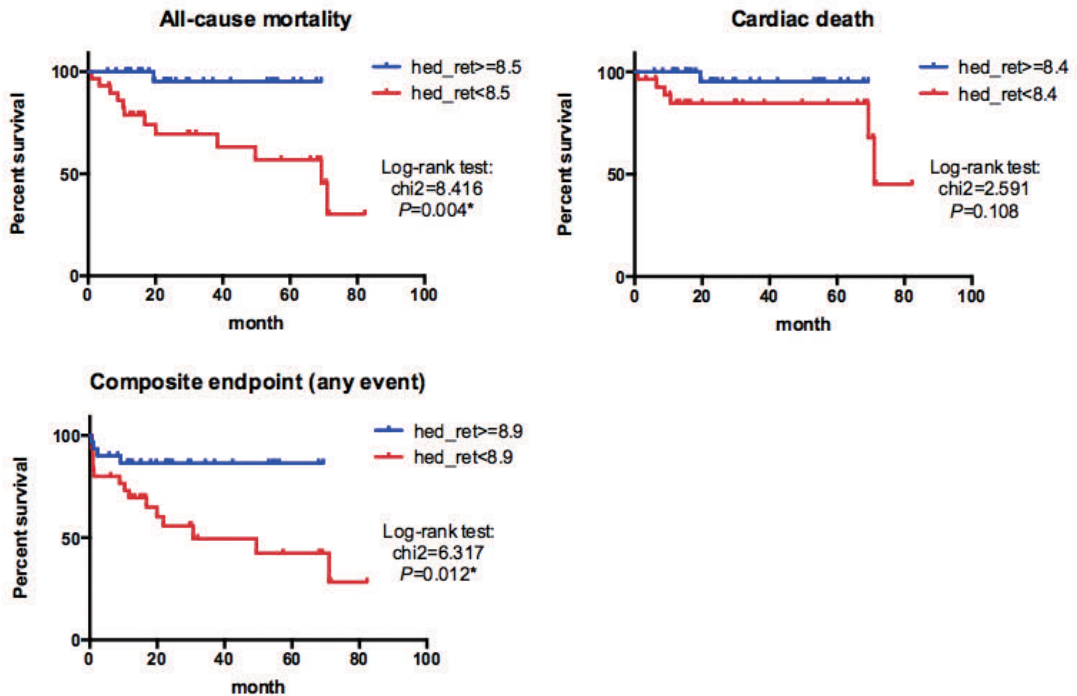 All-cause mortality
100
50
0
Percent survival
0 20 40 60 80 100
month
hed_ret>=8.5
hed_ret<8.5
Log-rank test:
chi2=8.416
P=0.004*
Cardiac death
100
50
0
Percent survival
0 20 40 60 80 100
month
hed_ret>=8.4
hed_ret<8.4
Log-rank test:
chi2=2.591
P=0.108
Composite endpoint (any event)
100
50
0
Percent survival
0 20 40 60 80 100
month
hed_ret>=8.9
hed_ret<8.9
Log-rank test:
chi2=6.317
P=0.012*